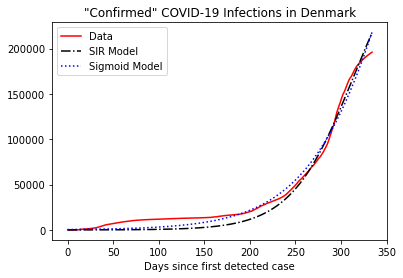 "Confirmed" COVID-19 Infections in Denmark
Data
SIR Model
Sigmoid Model
200000
150000
100000
50000
0
0 50 100 150 200 250 300 350
Days since first detected case